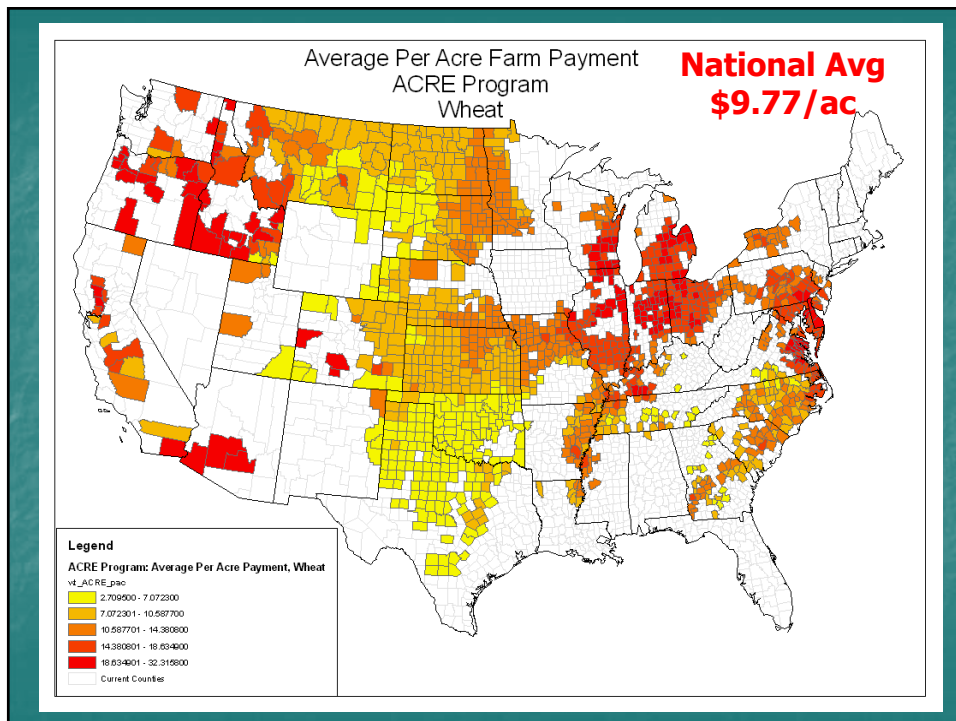 Average Per Acre Farm Payment
ACRE Program
Wheat
National Avg
$9.77/ac
Legend
ACRE Program: Average Per Acre Payment, Wheat
wt_ACRE_pac
2.709500 - 7.072300
7.072301 - 10.587700
10.587701 - 14.380800
14.380801 - 18.634900
18.634901 - 32.315800
Current Counties